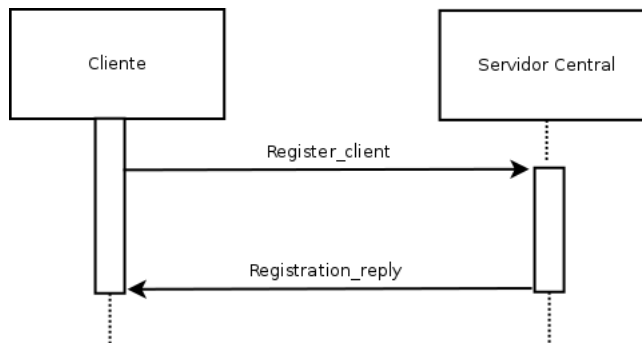 Cliente
Servidor Central
Register_client
Registration_reply